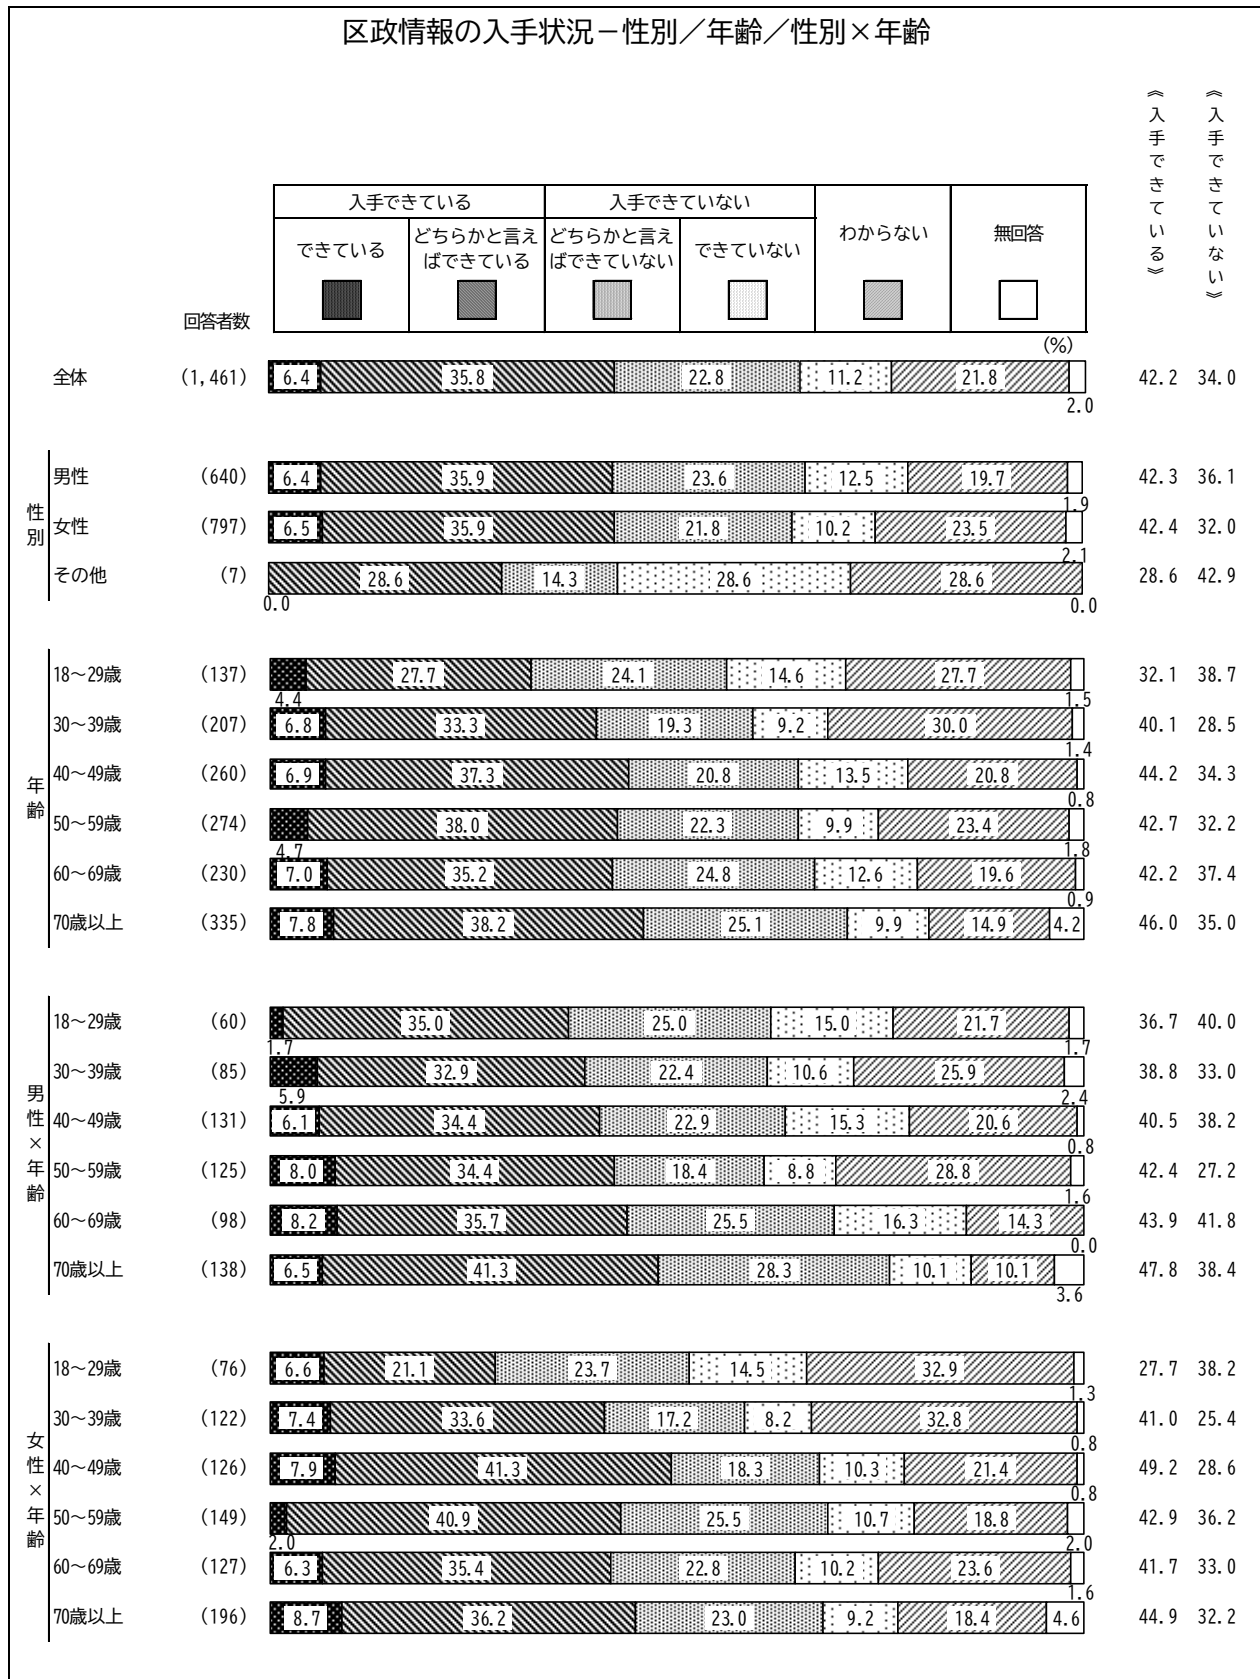 区政情報の入手状況－性別／年齢／性別×年齢
《入手できている》
《入手できていない》
入手できている 入手できていない わからない 無回答
できている どちらかと言えばできている どちらかと言えばできていない できていない
回答者数
(%)
全体 (1,461) 6.4 35.8 22.8 11.2 21.8 2.0 42.2 34.0
性別
男性 (640) 6.4 35.9 23.6 12.5 19.7 1.9 42.3 36.1
女性 (797) 6.5 35.9 21.8 10.2 23.5 2.1 42.4 32.0
その他 (7) 0.0 28.6 14.3 28.6 28.6 0.0 28.6 42.9
年齢
18～29歳 (137) 4.4 27.7 24.1 14.6 27.7 1.5 32.1 38.7
30～39歳 (207) 6.8 33.3 19.3 9.2 30.0 1.4 40.1 28.5
40～49歳 (260) 6.9 37.3 20.8 13.5 20.8 0.8 44.2 34.3
50～59歳 (274) 4.7 38.0 22.3 9.9 23.4 1.8 42.7 32.2
60～69歳 (230) 7.0 35.2 24.8 12.6 19.6 0.9 42.2 37.4
70歳以上 (335) 7.8 38.2 25.1 9.9 14.9 4.2 46.0 35.0
男性×年齢
18～29歳 (60) 1.7 35.0 25.0 15.0 21.7 1.7 36.7 40.0
30～39歳 (85) 5.9 32.9 22.4 10.6 25.9 2.4 38.8 33.0
40～49歳 (131) 6.1 34.4 22.9 15.3 20.6 0.8 40.5 38.2
50～59歳 (125) 8.0 34.4 18.4 8.8 28.8 1.6 42.4 27.2
60～69歳 (98) 8.2 35.7 25.5 16.3 14.3 0.0 43.9 41.8
70歳以上 (138) 6.5 41.3 28.3 10.1 10.1 3.6 47.8 38.4
女性×年齢
18～29歳 (76) 6.6 21.1 23.7 14.5 32.9 1.3 27.7 38.2
30～39歳 (122) 7.4 33.6 17.2 8.2 32.8 0.8 41.0 25.4
40～49歳 (126) 7.9 41.3 18.3 10.3 21.4 0.8 49.2 28.6
50～59歳 (149) 2.0 40.9 25.5 10.7 18.8 2.0 42.9 36.2
60～69歳 (127) 6.3 35.4 22.8 10.2 23.6 1.6 41.7 33.0
70歳以上 (196) 8.7 36.2 23.0 9.2 18.4 4.6 44.9 32.2